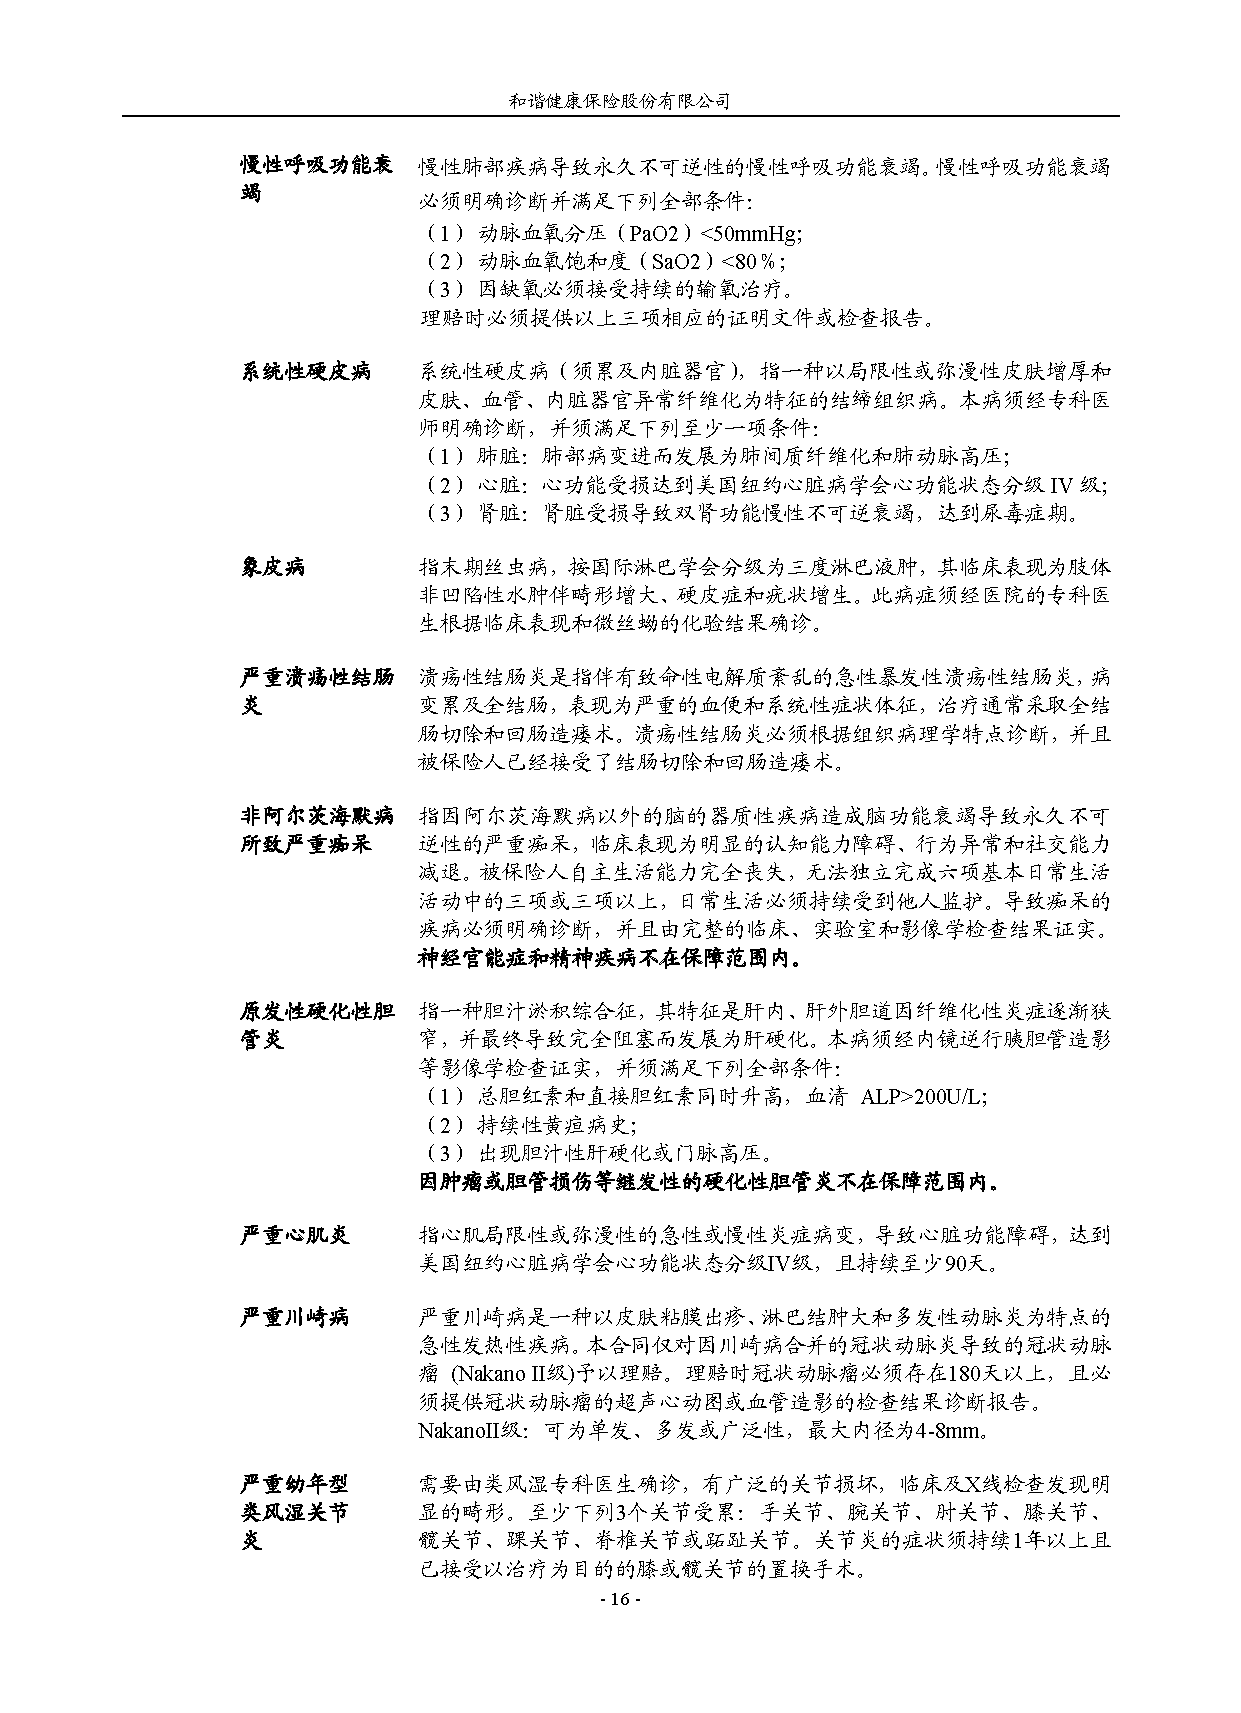 和谐健康保险股份有限公司
慢性呼吸功能衰竭
慢性肺部疾病导致永久不可逆性的慢性呼吸功能衰竭。慢性呼吸功能衰竭
必须明确诊断并满足下列全部条件：
（1） 动脉血氧分压（PaO2）<50mmHg；
（2） 动脉血氧饱和度（SaO2）<80％；
（3） 因缺氧必须接受持续的输氧治疗。
理赔时必须提供以上三项相应的证明文件或检查报告。
系统性硬皮病
系统性硬皮病（须累及内脏器官），指一种以局限性或弥漫性皮肤增厚和
皮肤、血管、内脏器官异常纤维化为特征的结缔组织病。本病须经专科医
师明确诊断，并须满足下列至少一项条件：
（1） 肺脏：肺部病变进而发展为肺间质纤维化和肺动脉高压；
（2） 心脏：心功能受损达到美国纽约心脏病学会心功能状态分级 IV 级；
（3） 肾脏：肾脏受损导致双肾功能慢性不可逆衰竭，达到尿毒症期。
象皮病
指末期丝虫病，按国际淋巴学会分级为三度淋巴液肿，其临床表现为肢体
非凹陷性水肿伴畸形增大、硬皮症和疣状增生。此病症须经医院的专科医
生根据临床表现和微丝蚴的化验结果确诊。
严重溃疡性结肠
炎
溃疡性结肠炎是指伴有致命性电解质紊乱的急性暴发性溃疡性结肠炎，病
变累及全结肠，表现为严重的血便和系统性症状体征，治疗通常采取全结
肠切除和回肠造瘘术。溃疡性结肠炎必须根据组织病理学特点诊断，并且
被保险人已经接受了结肠切除和回肠造瘘术。
非阿尔茨海默病
所致严重痴呆
指因阿尔茨海默病以外的脑的器质性疾病造成脑功能衰竭导致永久不可
逆性的严重痴呆，临床表现为明显的认知能力障碍、行为异常和社交能力
减退。被保险人自主生活能力完全丧失，无法独立完成六项基本日常生活
活动中的三项或三项以上，日常生活必须持续受到他人监护。导致痴呆的
疾病必须明确诊断，并且由完整的临床、实验室和影像学检查结果证实。
神经官能症和精神疾病不在保障范围内。
原发性硬化性胆
管炎
指一种胆汁淤积综合征，其特征是肝内、肝外胆道因纤维化性炎症逐渐狭
窄，并最终导致完全阻塞而发展为肝硬化。本病须经内镜逆行胰胆管造影
等影像学检查证实，并须满足下列全部条件：
（1） 总胆红素和直接胆红素同时升高，血清 ALP>200U/L；
（2） 持续性黄疸病史；
（3） 出现胆汁性肝硬化或门脉高压。
因肿瘤或胆管损伤等继发性的硬化性胆管炎不在保障范围内。
严重心肌炎
指心肌局限性或弥漫性的急性或慢性炎症病变，导致心脏功能障碍，达到
美国纽约心脏病学会心功能状态分级IV级，且持续至少90天。
严重川崎病
严重川崎病是一种以皮肤粘膜出疹、淋巴结肿大和多发性动脉炎为特点的
急性发热性疾病。本合同仅对因川崎病合并的冠状动脉炎导致的冠状动脉
瘤 (Nakano II级)予以理赔。理赔时冠状动脉瘤必须存在180天以上，且必
须提供冠状动脉瘤的超声心动图或血管造影的检查结果诊断报告。
NakanoII级：可为单发、多发或广泛性，最大内径为4-8mm。
严重幼年型
类风湿关节
炎
需要由类风湿专科医生确诊，有广泛的关节损坏，临床及X线检查发现明
显的畸形。至少下列3个关节受累：手关节、腕关节、肘关节、膝关节、
髋关节、踝关节、脊椎关节或跖趾关节。关节炎的症状须持续1年以上且
已接受以治疗为目的的膝或髋关节的置换手术。
- 16 -